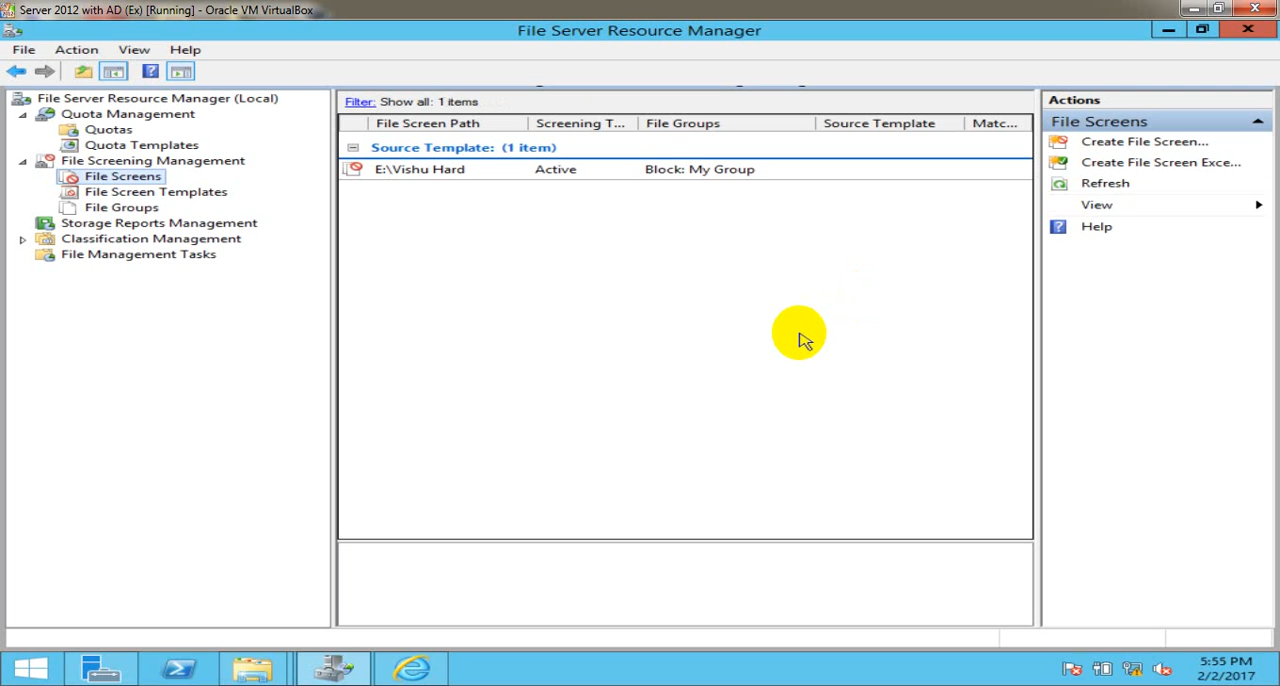 Server 2012 with AD (Ex) [Running] - Oracle VM VirtualBox
File Server Resource Manager
File Action View Help
File Server Resource Manager (Local)
Quota Management
Quotas
Quota Templates
File Screening Management
File Screens
File Screen Templates
File Groups
Storage Reports Management
Classification Management
File Management Tasks
Filter: Show all: 1 items
File Screen Path Screening T... File Groups Source Template Matc...
Source Template: (1 item)
E:\Vishu Hard Active Block: My Group
Actions
File Screens
Create File Screen...
Create File Screen Exce...
Refresh
View
Help
5:55 PM
2/2/2017